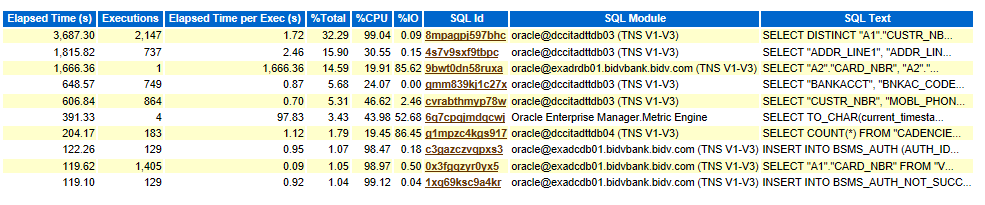 Elapsed Time (s) Executions Elapsed Time per Exec (s) %Total %CPU %IO SQL Id SQL Module SQL Text
3,687.30 2,147 1.72 32.29 99.04 0.09 8mpagpj597bhc oracle@dccitadttdb03 (TNS V1-V3) SELECT DISTINCT "A1"."CUSTR_NB...
1,815.82 737 2.46 15.90 30.55 0.15 4s7v9sxf9tbpc oracle@dccitadttdb03 (TNS V1-V3) SELECT "ADDR_LINE1", "ADDR_LIN...
1,666.36 1 1,666.36 14.59 19.91 85.62 9bwt0dn58ruxa oracle@exadrdb01.bidvbank.bidv.com (TNS V1-V3) SELECT "A2"."CARD_NBR", "A2"."...
648.57 749 0.87 5.68 24.07 0.00 gmm839kj1c27x oracle@dccitadttdb03 (TNS V1-V3) SELECT "BANKACCT", "BNKAC_CODE...
606.84 864 0.70 5.31 46.62 2.46 cvrabthmyp78w oracle@dccitadttdb03 (TNS V1-V3) SELECT "CUSTR_NBR", "MOBL_PHON...
391.33 4 97.83 3.43 43.98 52.68 6q7cpqjmdgcwj Oracle Enterprise Manager.Metric Engine SELECT TO_CHAR(current_timesta...
204.17 183 1.12 1.79 19.45 86.45 q1mpzc4kgs917 oracle@dccitadttdb04 (TNS V1-V3) SELECT COUNT(*) FROM "CADENCIE...
122.26 129 0.95 1.07 98.47 0.18 c3gazczvgpxs3 oracle@exadcdb01.bidvbank.bidv.com (TNS V1-V3) INSERT INTO BSMS_AUTH (AUTH_ID...
119.62 1,405 0.09 1.05 98.97 0.50 0x3fgqzyr0yx5 oracle@exadcdb01.bidvbank.bidv.com (TNS V1-V3) SELECT "A1"."CARD_NBR" FROM "V...
119.10 129 0.92 1.04 99.12 0.04 1xq69ksc9a4kr oracle@exadcdb01.bidvbank.bidv.com (TNS V1-V3) INSERT INTO BSMS_AUTH_NOT_SUCC...